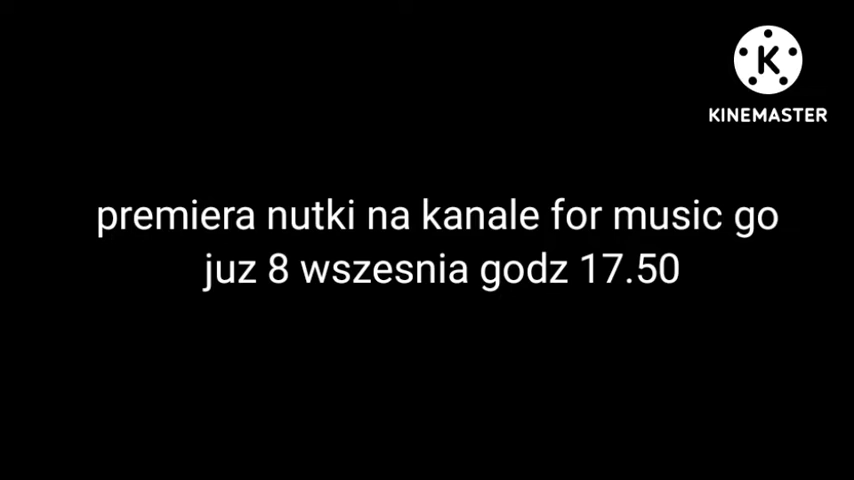 KINEMASTER
premiera nutki na kanale for music go
juz 8 wszesnia godz 17.50